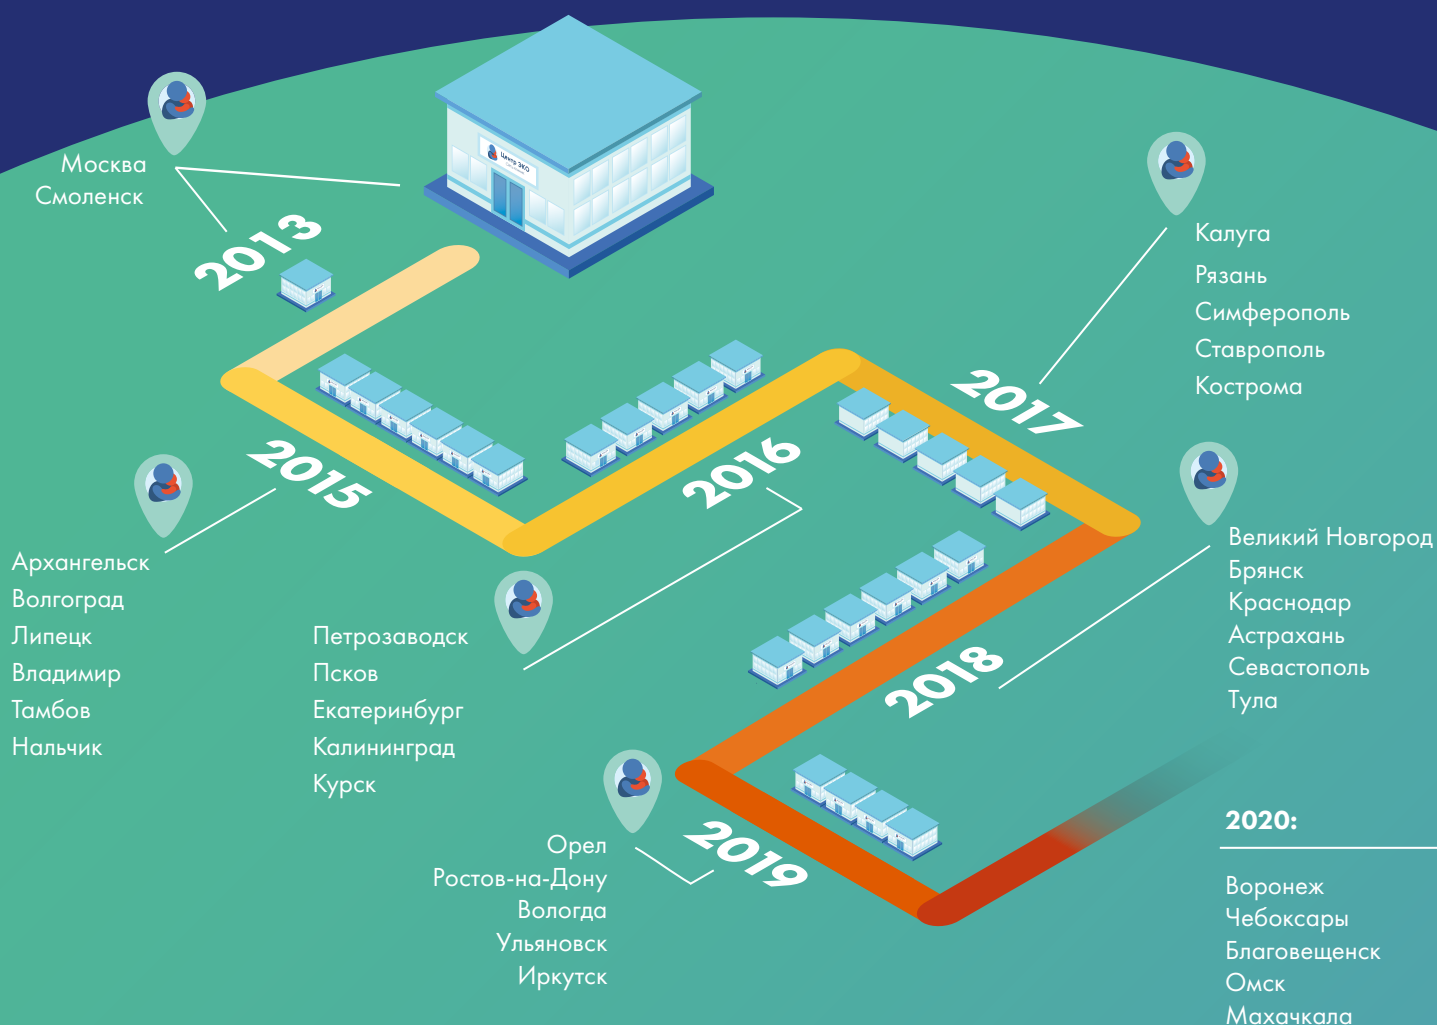 Центр ЭКО
Москва
Смоленск
2013
Калуга
Рязань
Симферополь
Ставрополь
Кострома
2017
2015
2016
Архангельск
Волгоград
Липецк
Владимир
Тамбов
Нальчик
Петрозаводск
Псков
Екатеринбург
Калининград
Курск
Великий Новгород
Брянск
Краснодар
Астрахань
Севастополь
Тула
2018
2019
Орел
Ростов-на-Дону
Вологда
Ульяновск
Иркутск
2020:
Воронеж
Чебоксары
Благовещенск
Омск
Махачкала